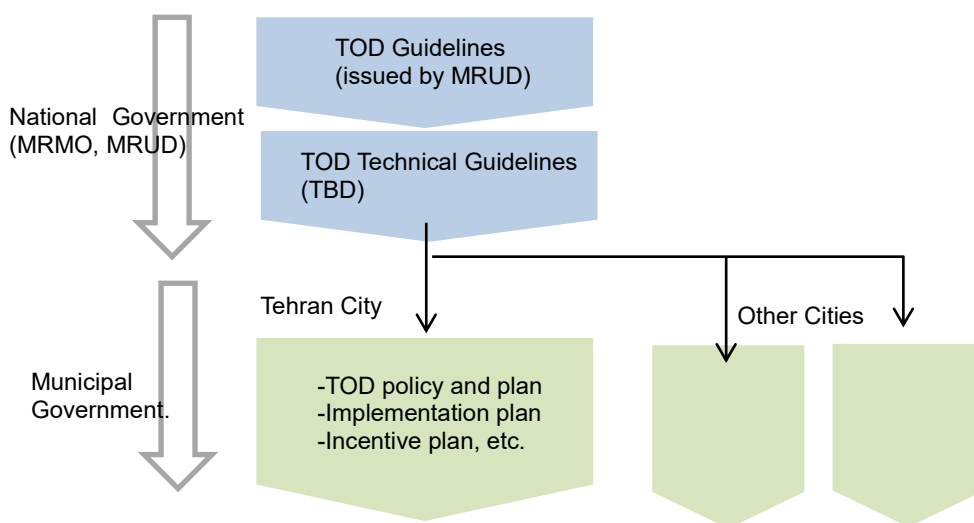 TOD Guidelines
(issued by MRUD)
National Government
(MRMO, MRUD)
TOD Technical Guidelines
(TBD)
Tehran City
Other Cities
Municipal
Government.
-TOD policy and plan
-Implementation plan
-Incentive plan, etc.